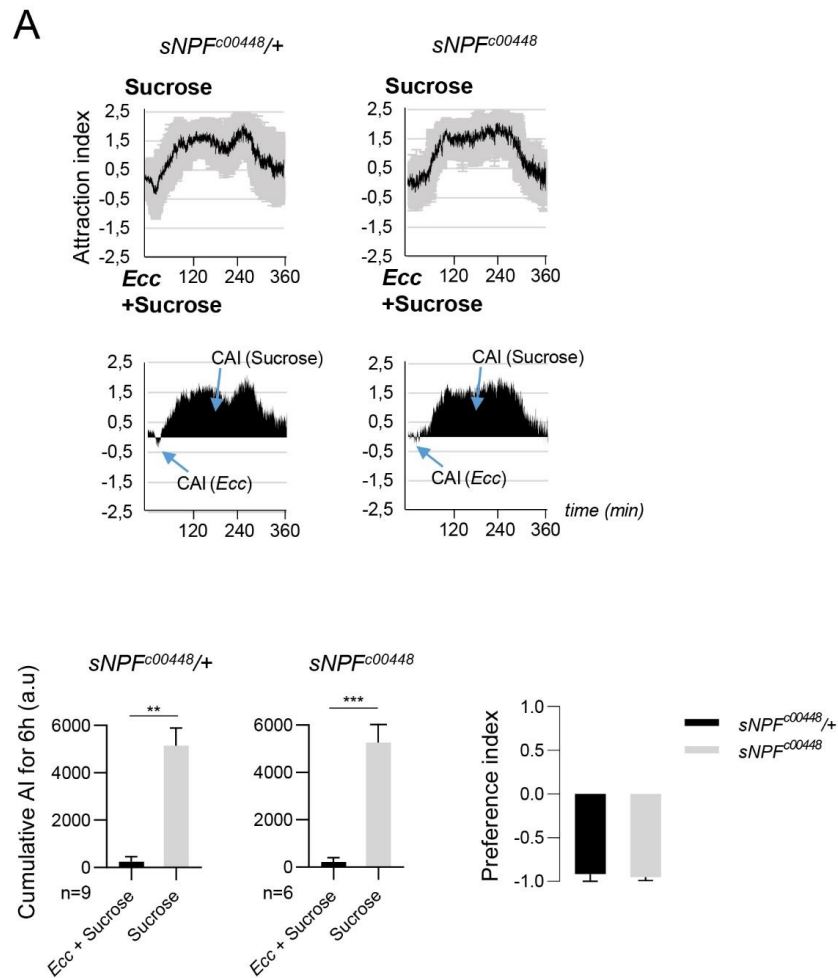 A
sNPFc00448/+
sNPFc00448
Sucrose
Sucrose
Attraction index
2,5
1,5
0,5
-0,5
-1,5
-2,5
120 240 360
2,5
1,5
0,5
-0,5
-1,5
-2,5
120 240 360
Ecc
+Sucrose
Ecc
+Sucrose
2,5
1,5
0,5
-0,5
-1,5
-2,5
CAI (Sucrose)
CAI (Ecc)
120 240 360
2,5
1,5
0,5
-0,5
-1,5
-2,5
CAI (Sucrose)
CAI (Ecc)
120 240 360
time (min)
sNPFc00448/+
Cumulative AI for 6h (a.u)
6000
4000
2000
0
**
n=9
Ecc + Sucrose
Sucrose
sNPFc00448
6000
4000
2000
0
***
n=6
Ecc + Sucrose
Sucrose
Preference index
1.0
0.5
0.0
-0.5
-1.0
sNPFc00448/+
sNPFc00448